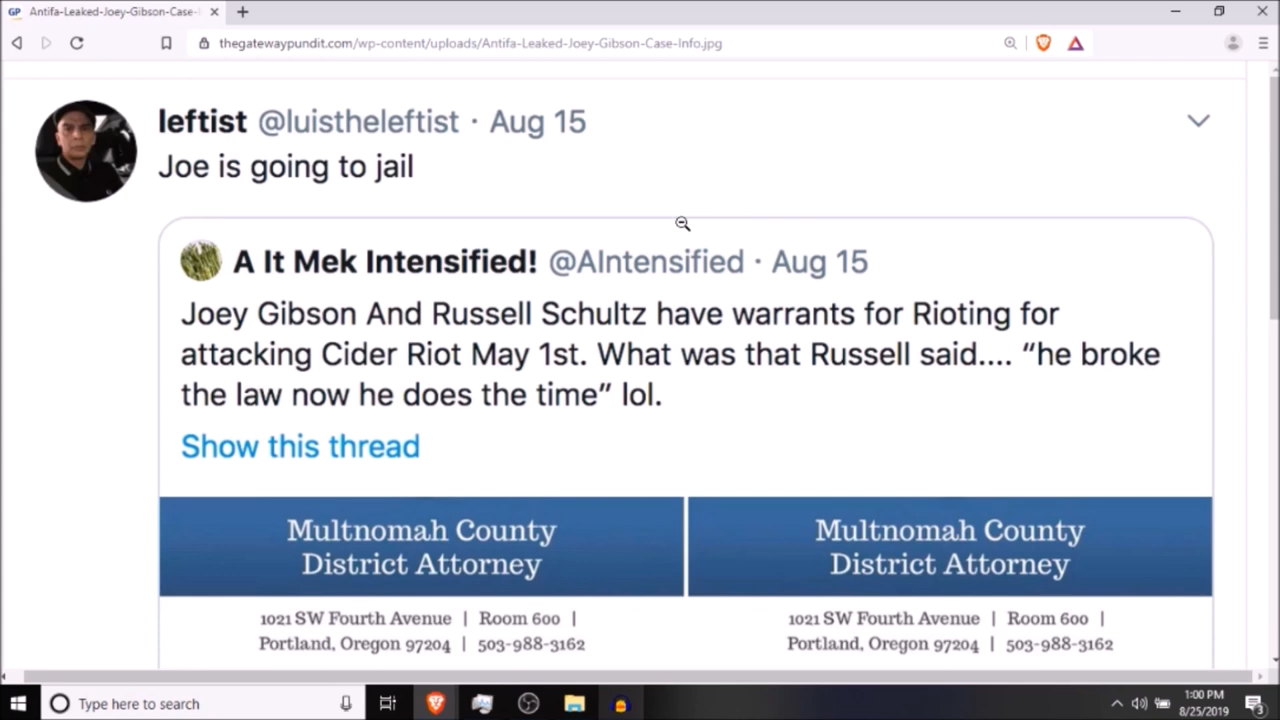 GP Antifa-Leaked-Joey-Gibson-Case-
thegatewaypundit.com/wp-content/uploads/Antifa-Leaked-Joey-Gibson-Case-Info.jpg
leftist @luistheleftist · Aug 15
Joe is going to jail
A It Mek Intensified! @AIntensified · Aug 15
Joey Gibson And Russell Schultz have warrants for Rioting for
attacking Cider Riot May 1st. What was that Russell said.... “he broke
the law now he does the time” lol.
Show this thread
Multnomah County
District Attorney
1021 SW Fourth Avenue | Room 600 |
Portland, Oregon 97204 | 503-988-3162
Multnomah County
District Attorney
1021 SW Fourth Avenue | Room 600 |
Portland, Oregon 97204 | 503-988-3162
Type here to search
1:00 PM
8/25/2019
3